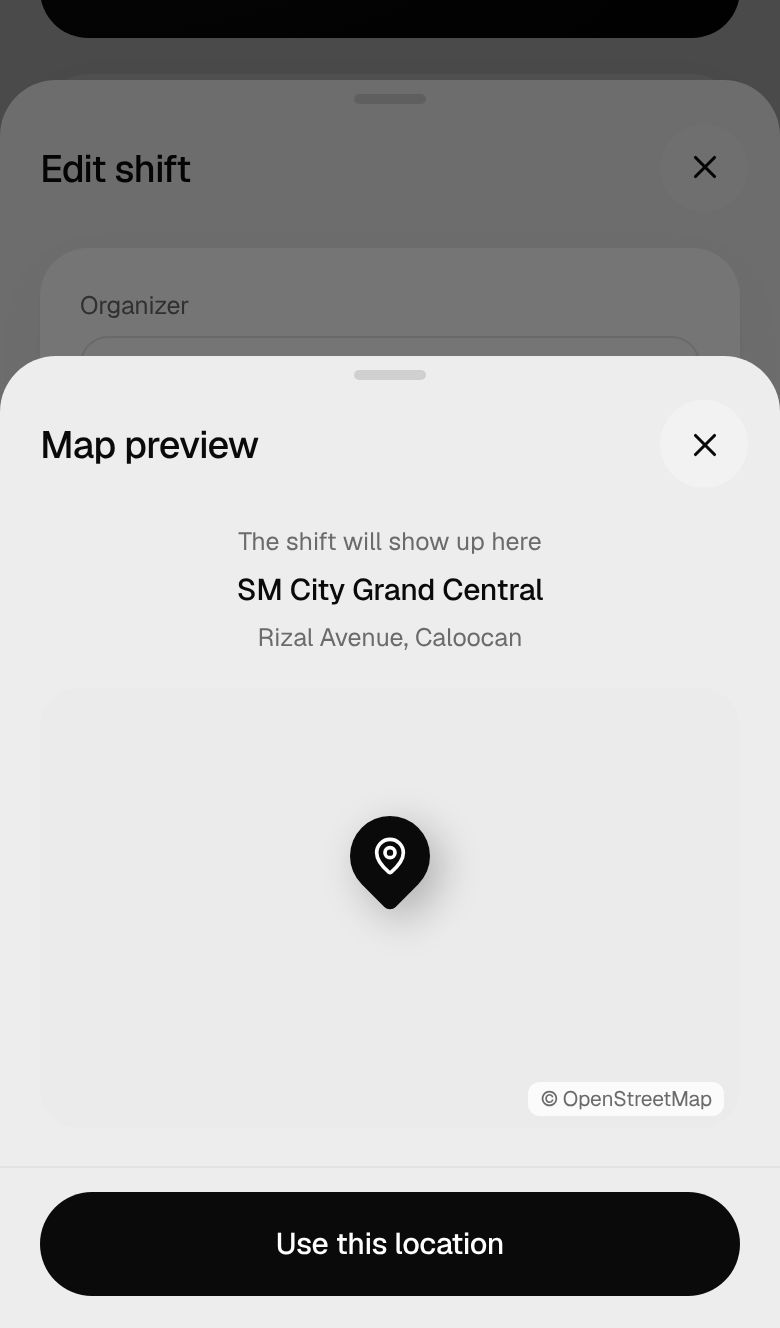 Edit shift
Organizer
Map preview
The shift will show up here
SM City Grand Central
Rizal Avenue, Caloocan
© OpenStreetMap
Use this location